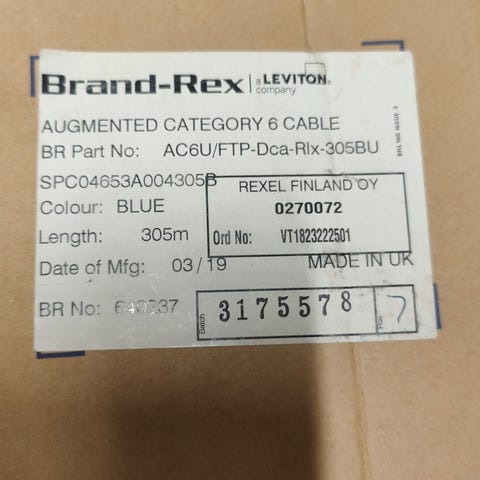 Brand-Rex a LEVITON® company
AUGMENTED CATEGORY 6 CABLE
BR Part No: AC6U/FTP-Dca-Rlx-305BU
SPC04653A004305B
REXEL FINLAND OY
Colour: BLUE
0270072
Length: 305m
Ord No: VT1823222501
Date of Mfg: 03/19
MADE IN UK
BR No:
Batch 3175578
7